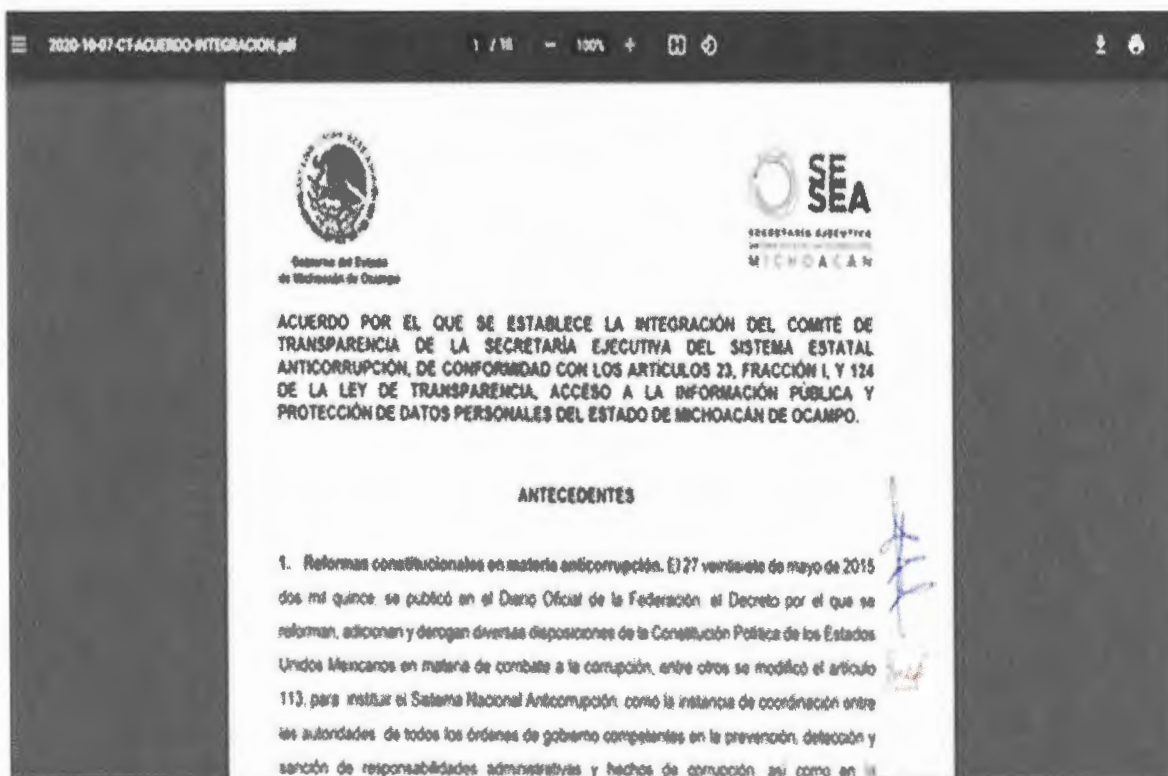 2020-10-07-CT-ACUERDO-INTEGRACION.pdf
1 / 16 − 100% +
Gobierno del Estado
de Michoacán de Ocampo
SE
SEA
SECRETARÍA EJECUTIVA
MICHOACÁN
ACUERDO POR EL QUE SE ESTABLECE LA INTEGRACIÓN DEL COMITÉ DE
TRANSPARENCIA DE LA SECRETARÍA EJECUTIVA DEL SISTEMA ESTATAL
ANTICORRUPCIÓN, DE CONFORMIDAD CON LOS ARTÍCULOS 23, FRACCIÓN I, Y 124
DE LA LEY DE TRANSPARENCIA, ACCESO A LA INFORMACIÓN PÚBLICA Y
PROTECCIÓN DE DATOS PERSONALES DEL ESTADO DE MICHOACÁN DE OCAMPO.
ANTECEDENTES
1. Reformas constitucionales en materia anticorrupción. El 27 veintisiete de mayo de 2015
dos mil quince, se publicó en el Diario Oficial de la Federación, el Decreto por el que se
reforman, adicionan y derogan diversas disposiciones de la Constitución Política de los Estados
Unidos Mexicanos en materia de combate a la corrupción, entre otros se modificó el artículo
113, para instituir el Sistema Nacional Anticorrupción, como la instancia de coordinación entre
las autoridades de todos los órdenes de gobierno competentes en la prevención, detección y
sanción de responsabilidades administrativas y hechos de corrupción, así como en la